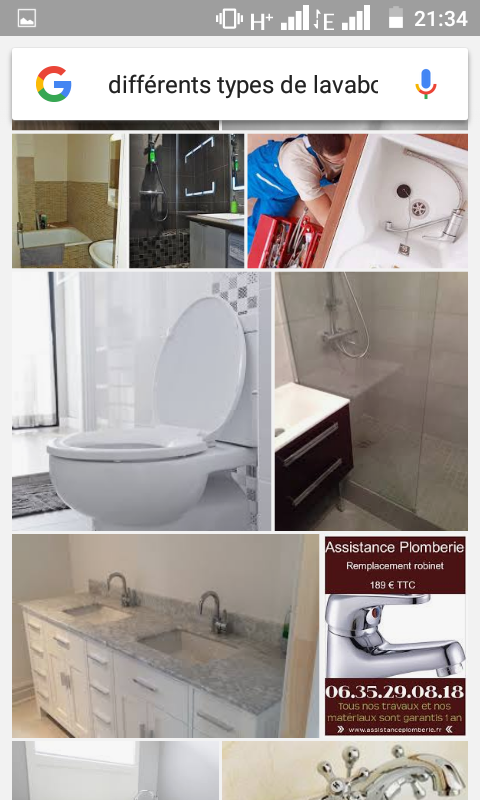 H+ E 21:34
différents types de lavabo
Assistance Plomberie
Remplacement robinet
189 € TTC
06.35.29.08.18
Tous nos travaux et nos
matériaux sont garantis 1 an
» www.assistanceplomberie.fr «